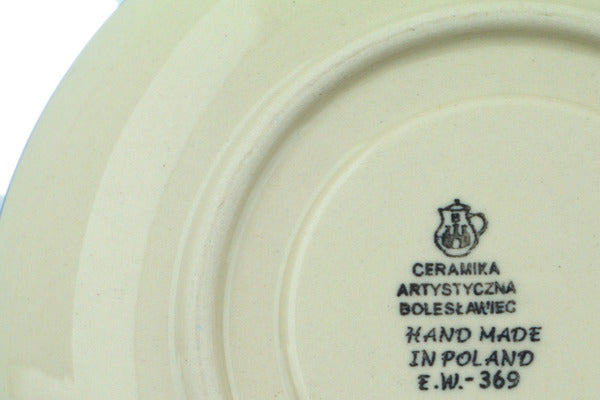 B
CERAMIKA
ARTYSTYCZNA
BOLESŁAWIEC
HAND MADE
IN POLAND
E.W.-369